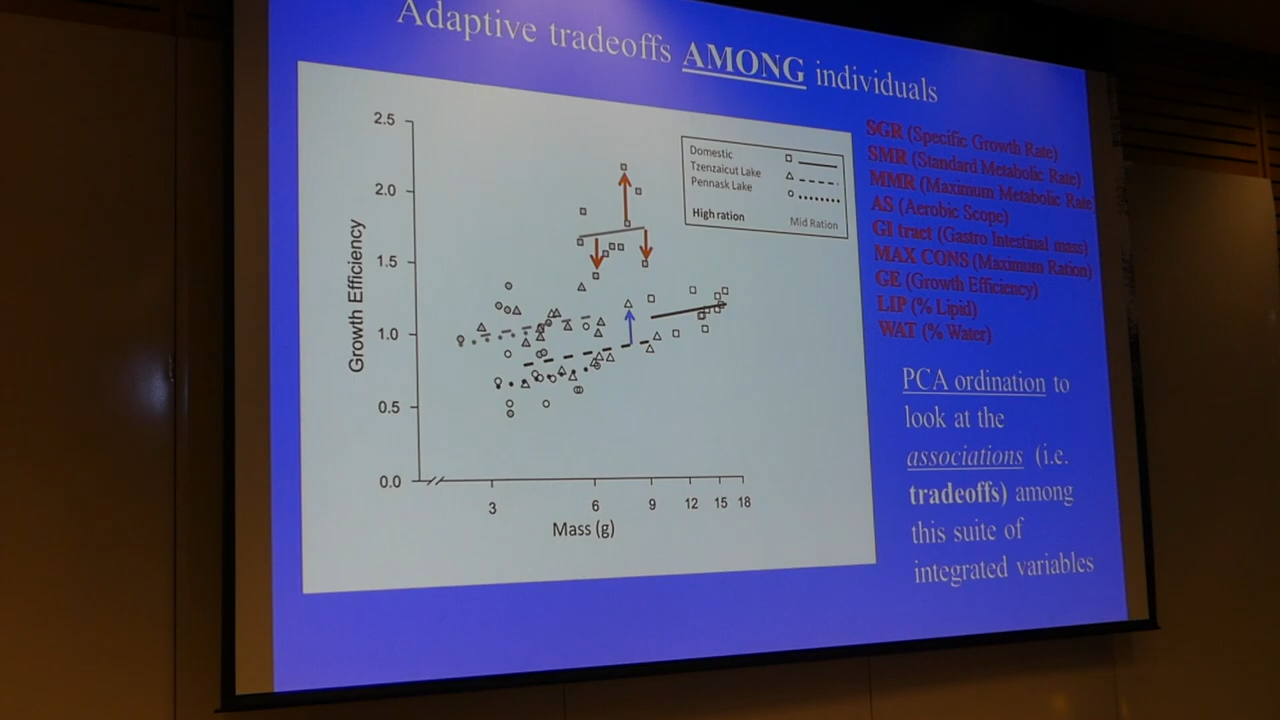 Adaptive tradeoffs AMONG individuals
2.5
2.0
1.5
1.0
0.5
0.0
Growth Efficiency
3
6
9
12
15
18
Mass (g)
Domestic
Tzenzaicut Lake
Pennask Lake
High ration
Mid Ration
SGR (Specific Growth Rate)
SMR (Standard Metabolic Rate)
MMR (Maximum Metabolic Rate
AS (Aerobic Scope)
GI tract (Gastro Intestinal mass)
MAX CONS (Maximum Ration)
GE (Growth Efficiency)
LIP (% Lipid)
WAT (% Water)
PCA ordination to
look at the
associations (i.e.
tradeoffs) among
this suite of
integrated variables